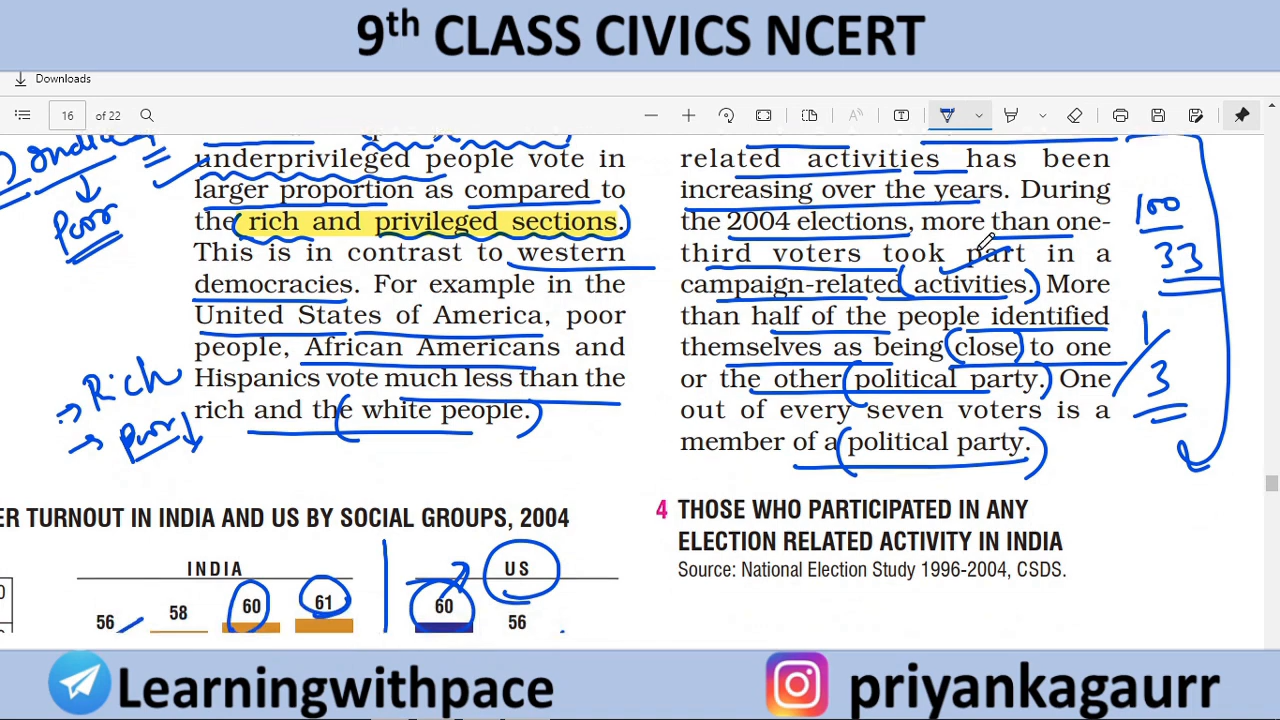 9th CLASS CIVICS NCERT
Downloads
16 of 22
India
Poor
underprivileged people vote in
larger proportion as compared to
the rich and privileged sections.
This is in contrast to western
democracies. For example in the
United States of America, poor
people, African Americans and
Hispanics vote much less than the
rich and the white people.
Rich
Poor
related activities has been
increasing over the years. During
the 2004 elections, more than one-
third voters took part in a
campaign-related activities. More
than half of the people identified
themselves as being close to one
or the other political party. One
out of every seven voters is a
member of a political party.
100
33
1/3
ER TURNOUT IN INDIA AND US BY SOCIAL GROUPS, 2004
INDIA
US
56 58 60 61 60 56
4 THOSE WHO PARTICIPATED IN ANY
ELECTION RELATED ACTIVITY IN INDIA
Source: National Election Study 1996-2004, CSDS.
Learningwithpace
priyankagaurr